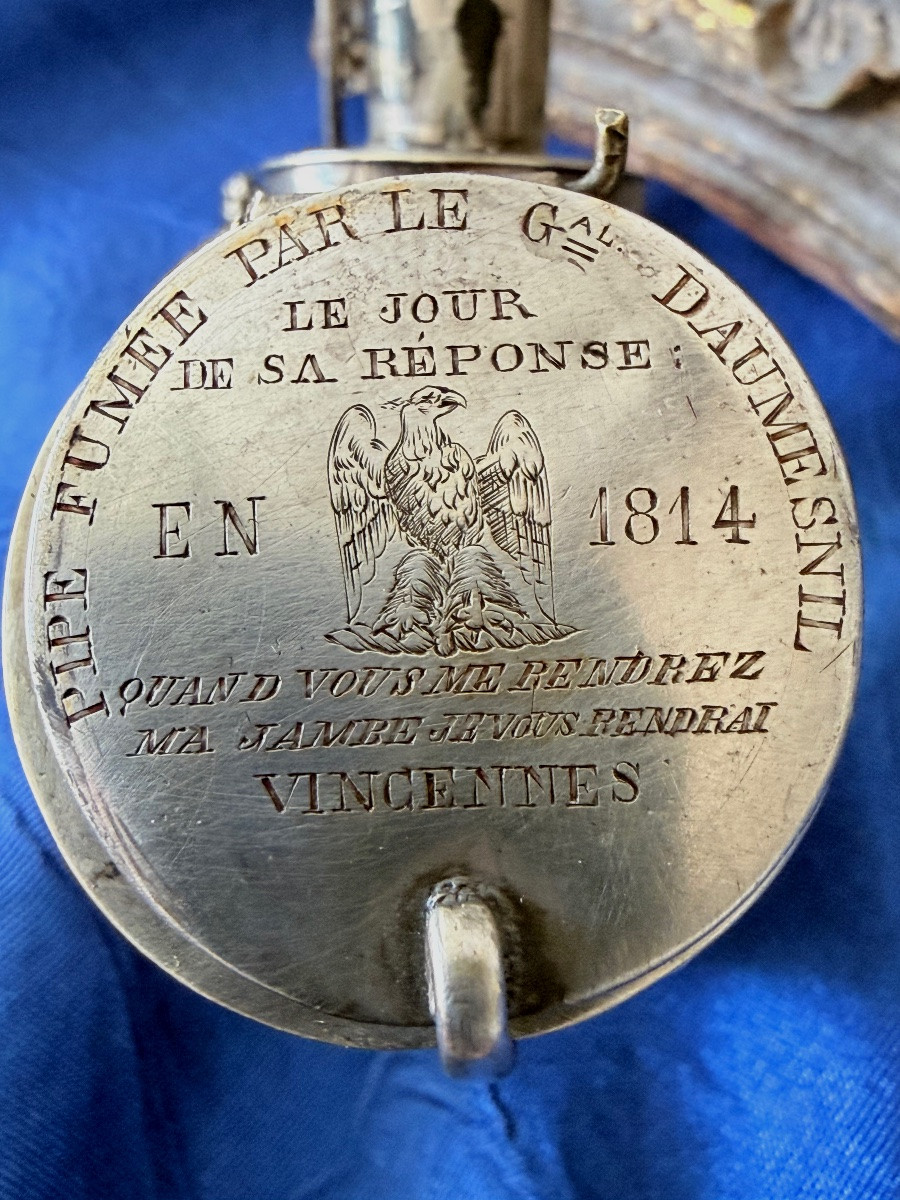 PIPE FUMÉE PAR LE GAL. DAUMESNIL
LE JOUR
DE SA RÉPONSE :
EN 1814
QUAND VOUS ME RENDREZ
MA JAMBE JE VOUS RENDRAI
VINCENNES